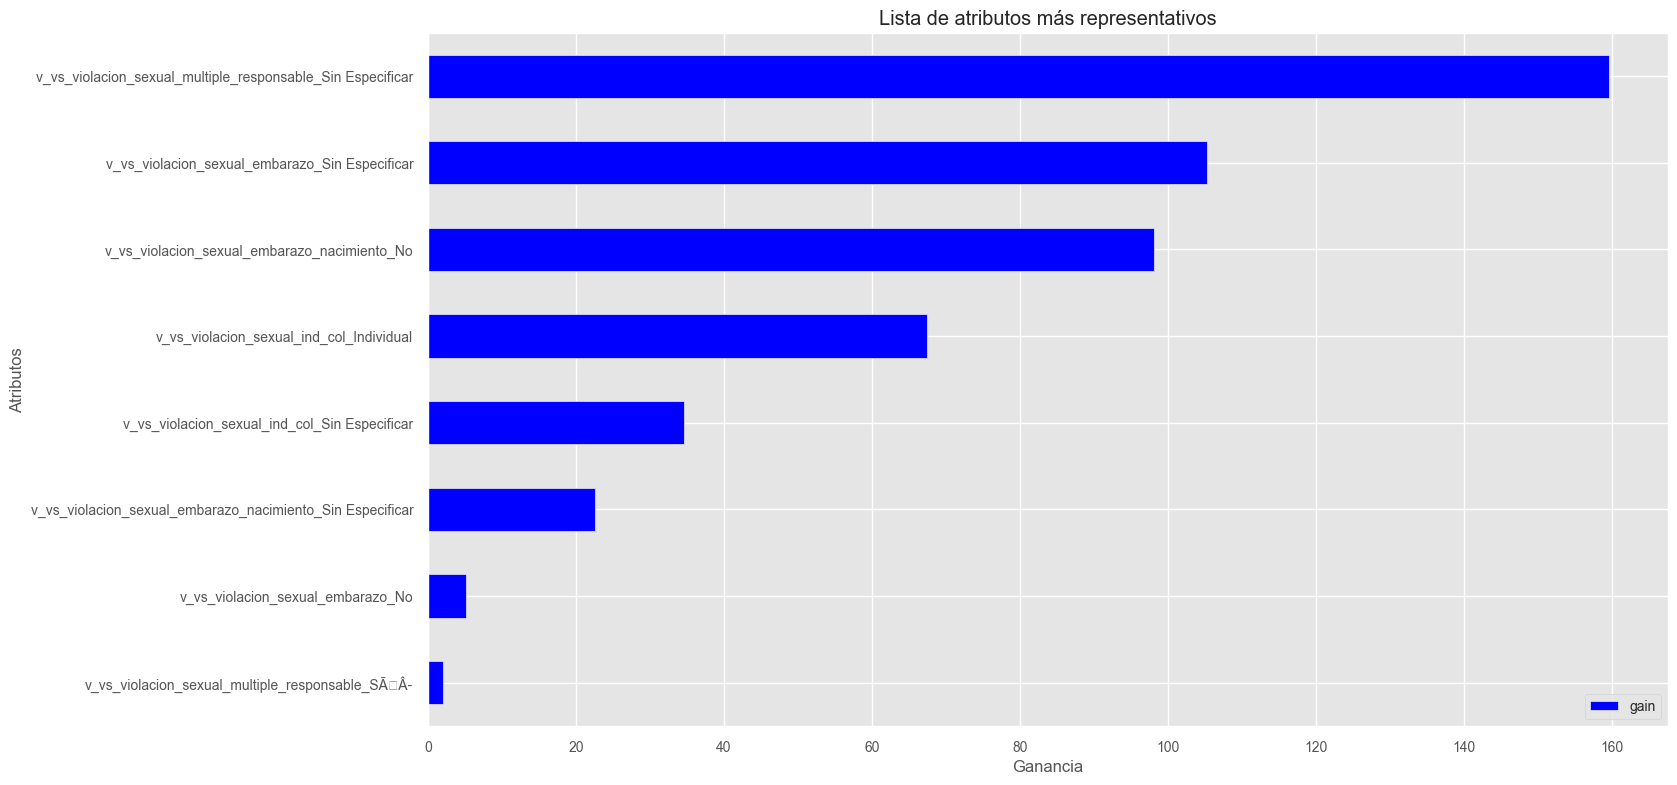 Lista de atributos más representativos
v_vs_violacion_sexual_multiple_responsable_Sin Especificar
v_vs_violacion_sexual_embarazo_Sin Especificar
v_vs_violacion_sexual_embarazo_nacimiento_No
v_vs_violacion_sexual_ind_col_Individual
v_vs_violacion_sexual_ind_col_Sin Especificar
v_vs_violacion_sexual_embarazo_nacimiento_Sin Especificar
v_vs_violacion_sexual_embarazo_No
v_vs_violacion_sexual_multiple_responsable_SÃ□Â-
Atributos
gain
0 20 40 60 80 100 120 140 160
Ganancia